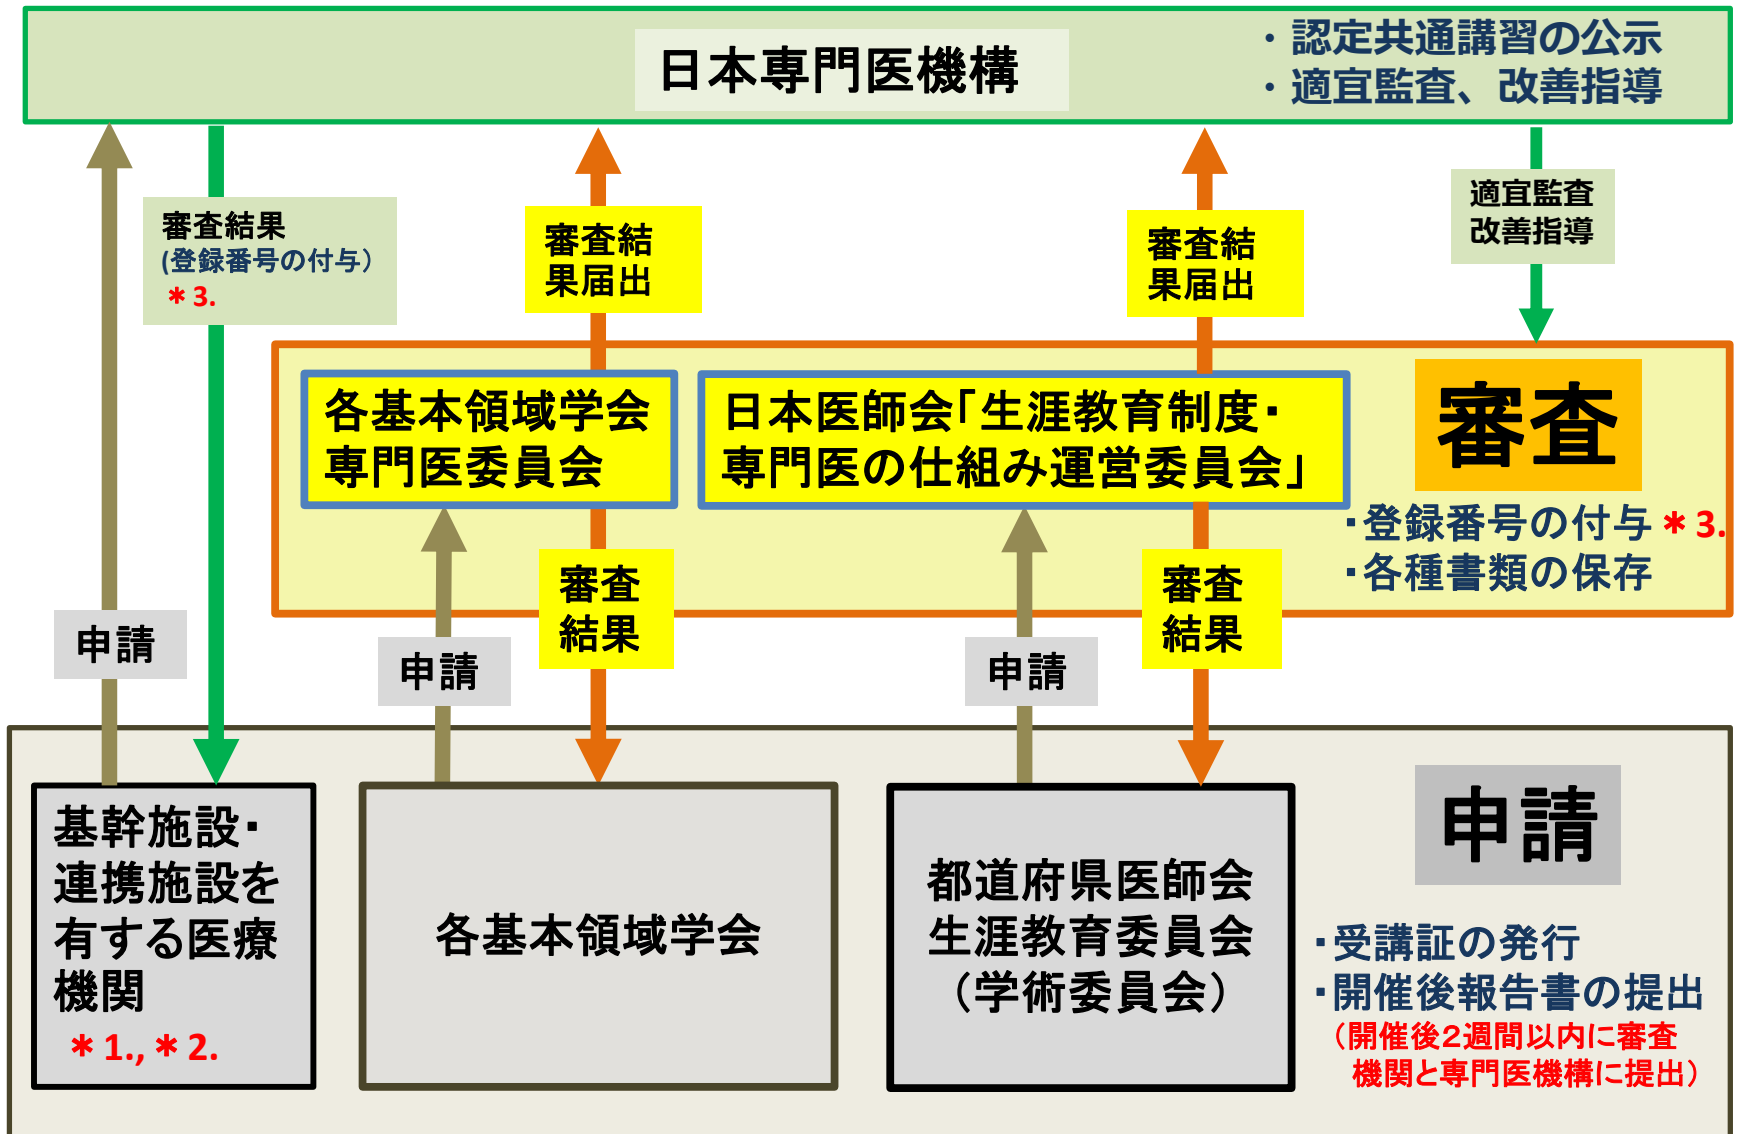 日本専門医機構
・認定共通講習の公示
・適宜監査、改善指導
審査結果
(登録番号の付与）
＊3.
審査結
果届出
審査結
果届出
適宜監査
改善指導
各基本領域学会
専門医委員会
日本医師会｢生涯教育制度・
専門医の仕組み運営委員会｣
審査
・登録番号の付与＊3.
・各種書類の保存
審査
結果
審査
結果
申請
申請
申請
基幹施設・
連携施設を
有する医療
機関
＊1.,＊2.
各基本領域学会
都道府県医師会
生涯教育委員会
（学術委員会）
申請
・受講証の発行
・開催後報告書の提出
（開催後２週間以内に審査
機関と専門医機構に提出）